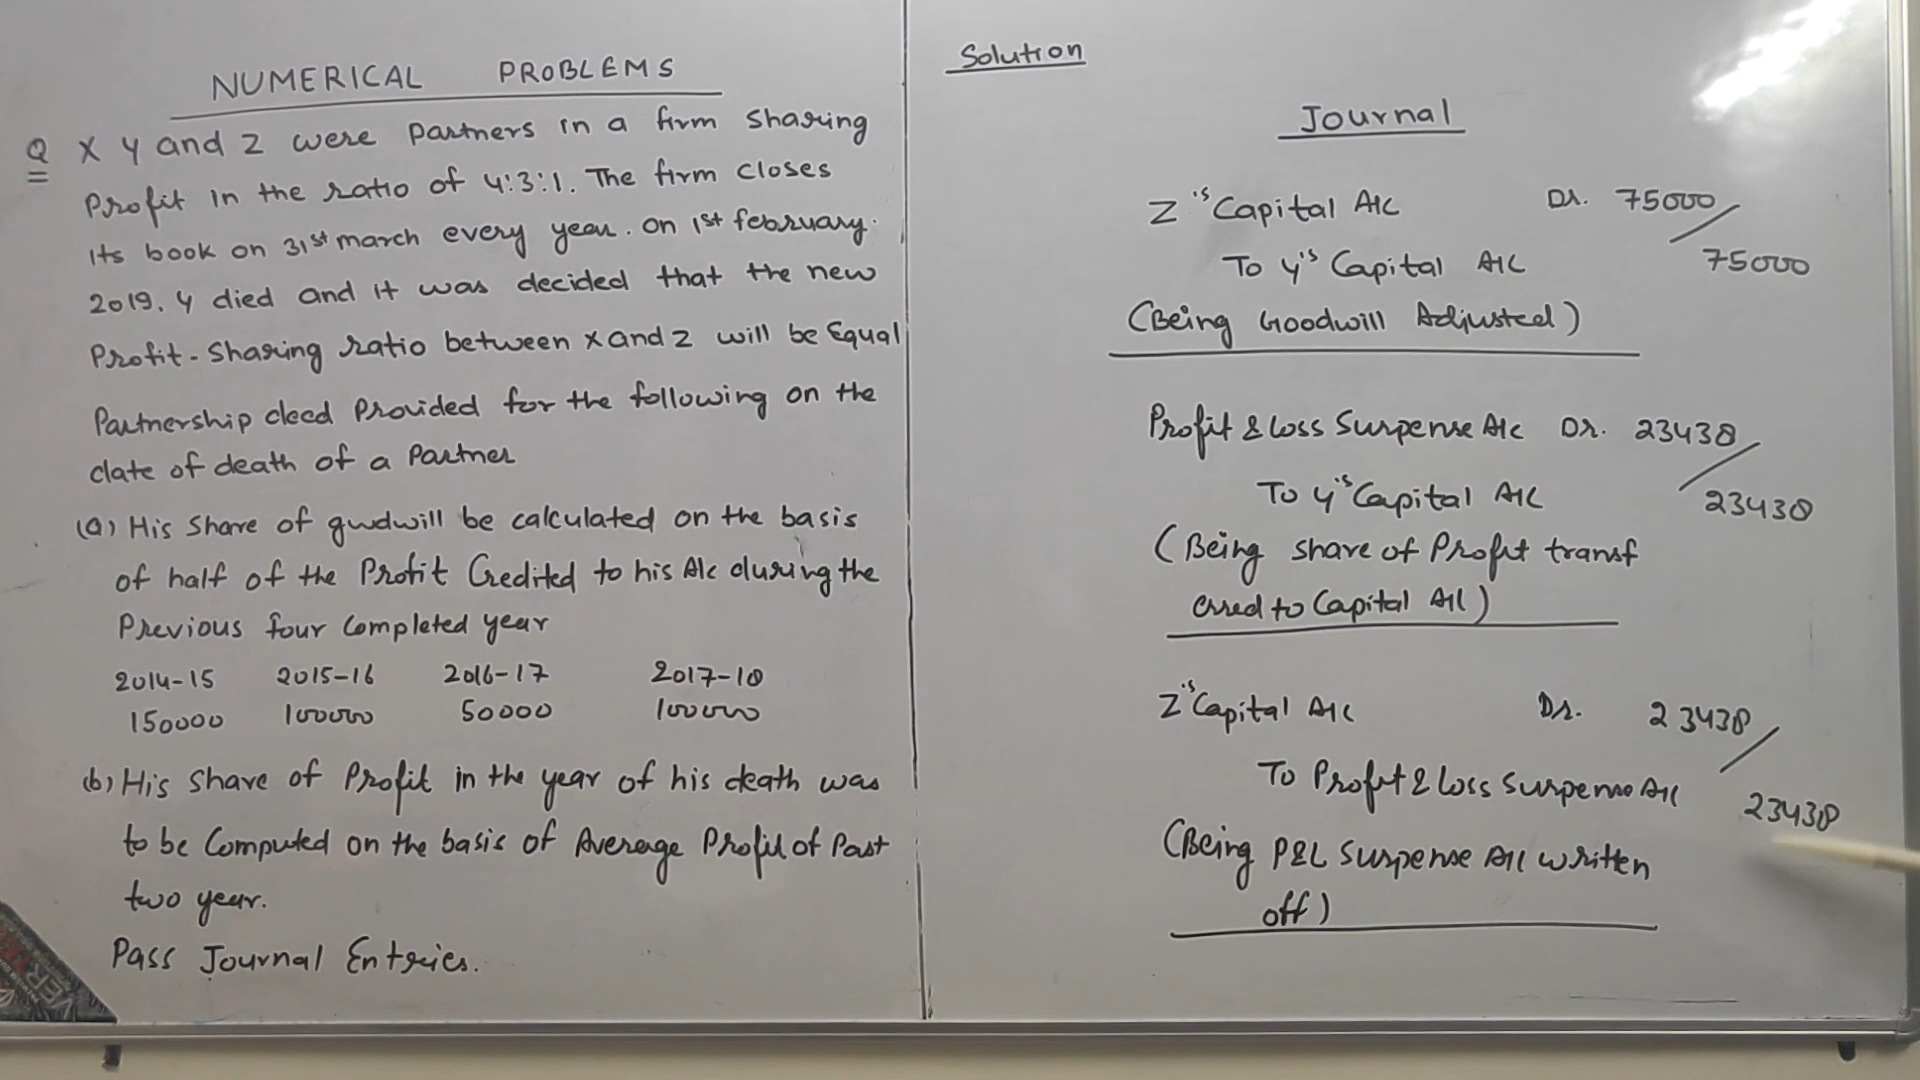 NUMERICAL PROBLEMS
Q X Y and Z were Partners in a firm Sharing
Profit in the ratio of 4:3:1. The firm closes
its book on 31st march every year. on 1st february.
2019. Y died and it was decided that the new
Profit-Sharing ratio between X and Z will be Equal
Partnership deed Provided for the following on the
date of death of a Partner
(a) His Share of goodwill be calculated on the basis
of half of the Profit Credited to his A/c during the
Previous four Completed year
2014-15 2015-16 2016-17 2017-18
150000 100000 50000 100000
(b) His Share of Profit in the year of his death was
to be Computed on the basis of Average Profit of Past
two year.
Pass Journal Entries.
Solution
Journal
Z's Capital A/c Dr. 75000
To Y's Capital A/c 75000
(Being Goodwill Adjusted)
Profit & Loss Suspense A/c Dr. 23438
To Y's Capital A/c 23438
(Being share of Profit transf
erred to Capital A/c)
Z's Capital A/c Dr. 23438
To Profit & Loss Suspense A/c 23438
(Being P&L Suspense A/c written
off)